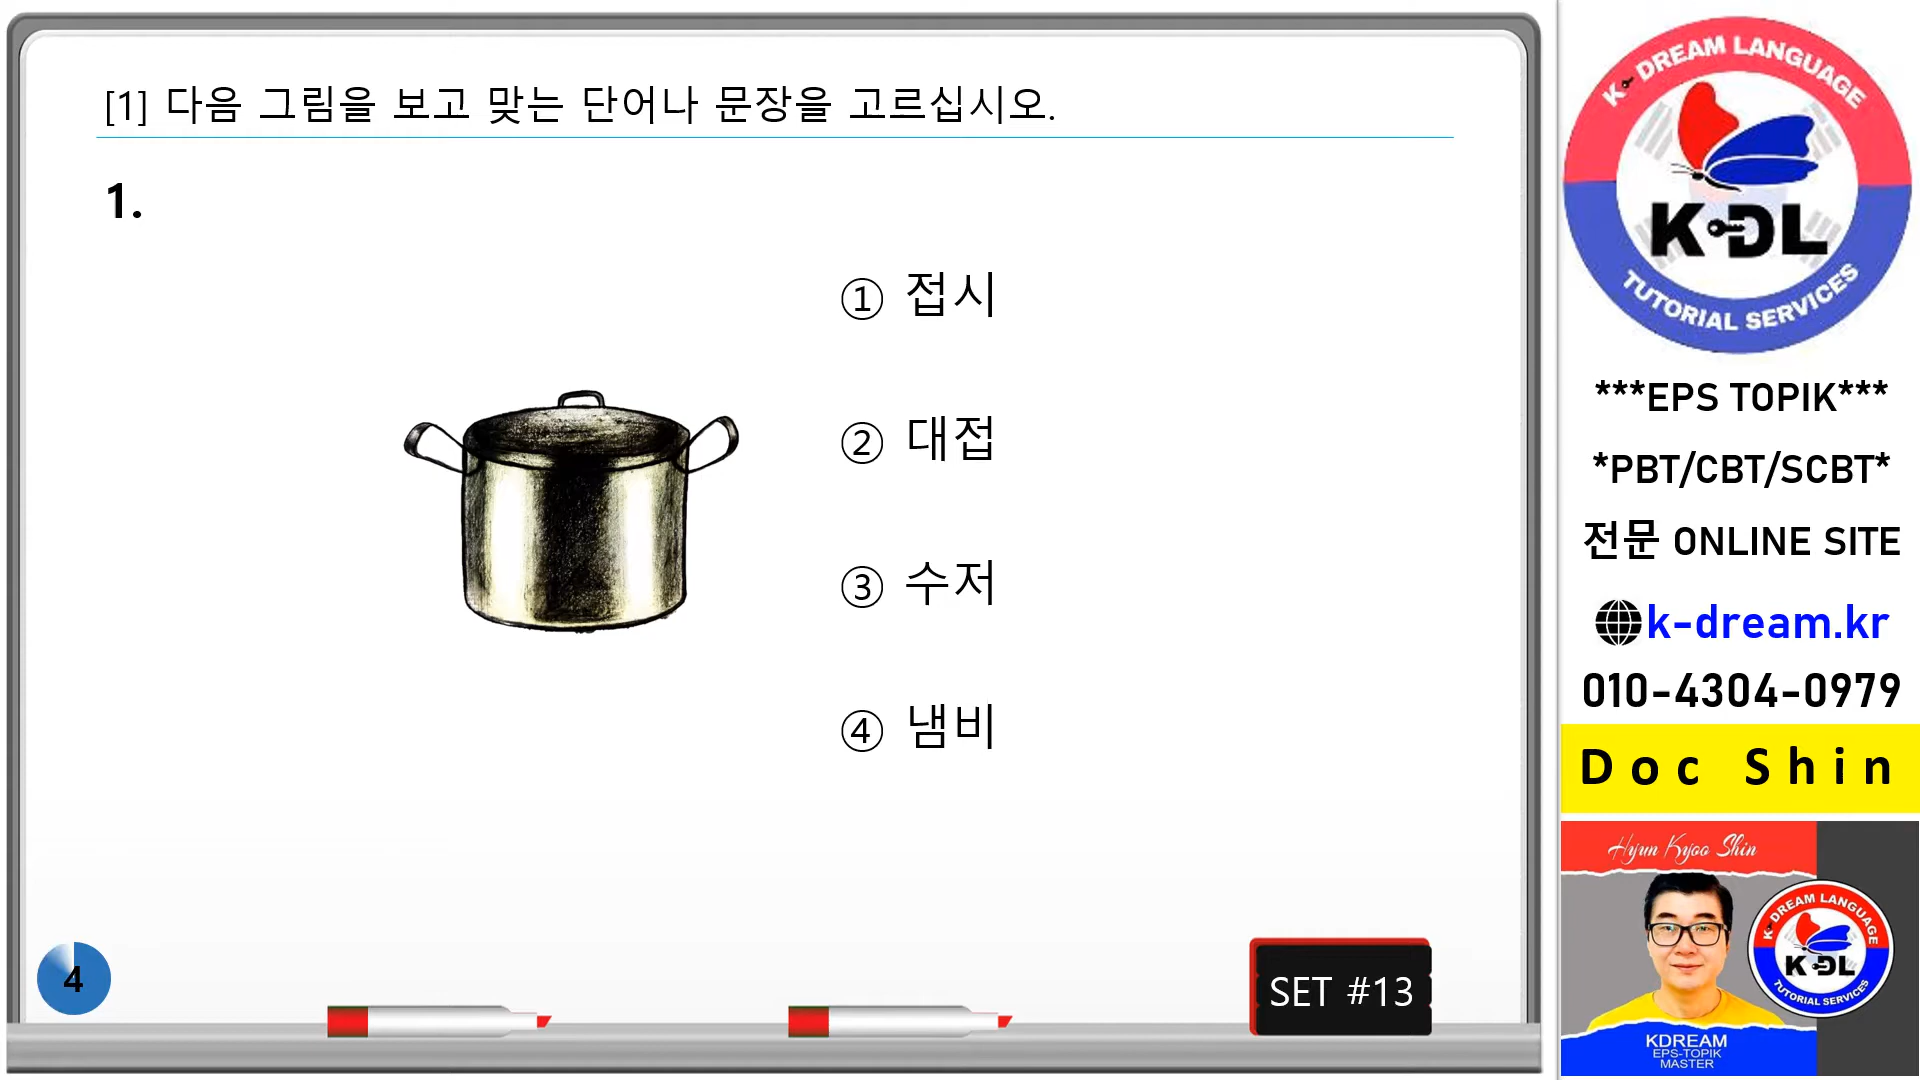 [1] 다음 그림을 보고 맞는 단어나 문장을 고르십시오.
1.
① 접시
② 대접
③ 수저
④ 냄비
4
SET #13
K DREAM LANGUAGE
K DL
TUTORIAL SERVICES
***EPS TOPIK***
*PBT/CBT/SCBT*
전문 ONLINE SITE
k-dream.kr
010-4304-0979
Doc Shin
Hyun Kyoo Shin
K DREAM LANGUAGE
K DL
TUTORIAL SERVICES
KDREAM
EPS-TOPIK
MASTER